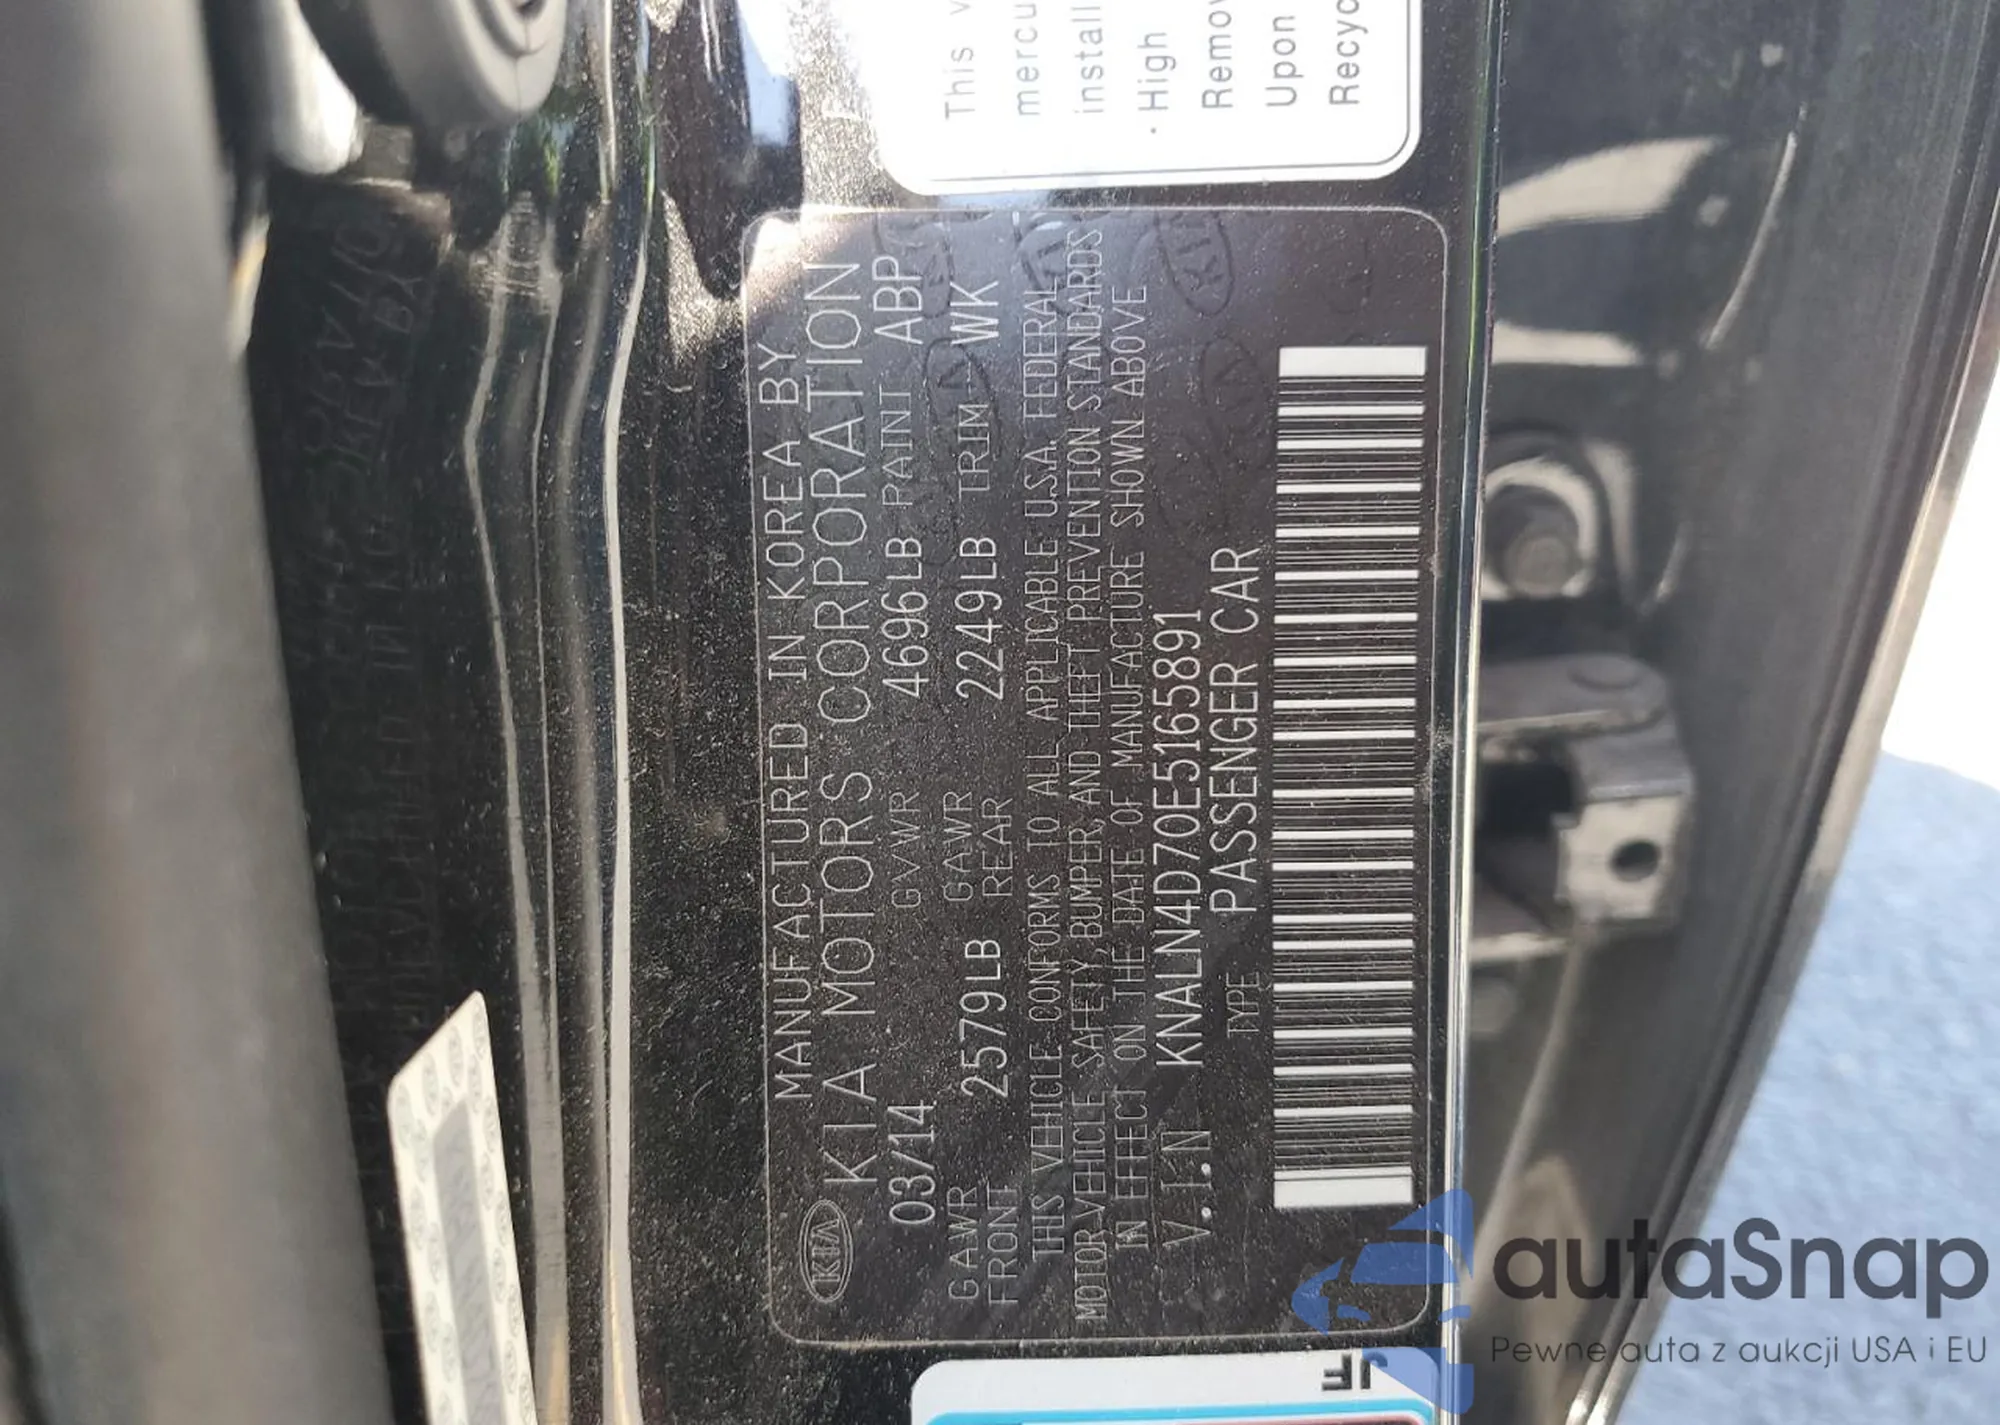 This v
mercu
install
· High
Remov
Upon
Recyc
MANUFACTURED IN KOREA BY
KIA KIA MOTORS CORPORATION
03/14 GVWR 4696LB PAINT ABP
GAWR FRONT 2579LB GAWR REAR 2249LB TRIM WK
THIS VEHICLE CONFORMS TO ALL APPLICABLE U.S.A. FEDERAL
MOTOR VEHICLE SAFETY, BUMPER, AND THEFT PREVENTION STANDARDS
IN EFFECT ON THE DATE OF MANUFACTURE SHOWN ABOVE
V.I.N KNALN4D70E5165891
TYPE PASSENGER CAR
autaSnap
Pewne auta z aukcji USA i EU